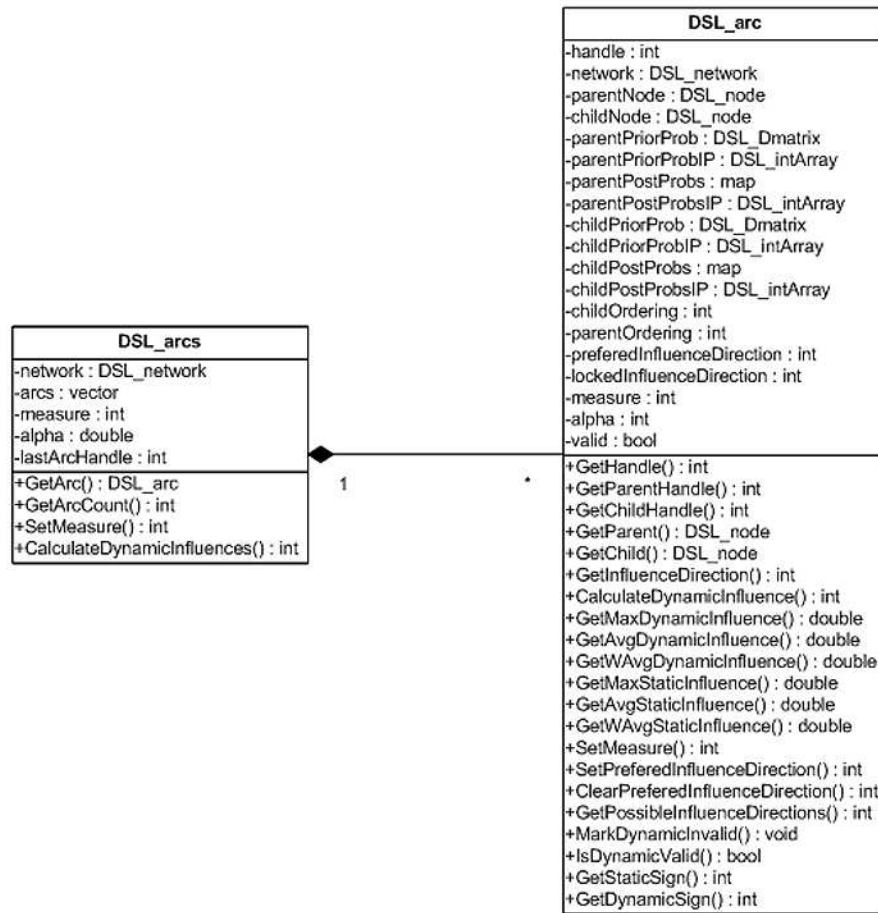 DSL_arcs
-network : DSL_network
-arcs : vector
-measure : int
-alpha : double
-lastArcHandle : int
+GetArc() : DSL_arc
+GetArcCount() : int
+SetMeasure() : int
+CalculateDynamicInfluences() : int
1
*
DSL_arc
-handle : int
-network : DSL_network
-parentNode : DSL_node
-childNode : DSL_node
-parentPriorProb : DSL_Dmatrix
-parentPriorProbIP : DSL_intArray
-parentPostProbs : map
-parentPostProbsIP : DSL_intArray
-childPriorProb : DSL_Dmatrix
-childPriorProbIP : DSL_intArray
-childPostProbs : map
-childPostProbsIP : DSL_intArray
-childOrdering : int
-parentOrdering : int
-preferedInfluenceDirection : int
-lockedInfluenceDirection : int
-measure : int
-alpha : int
-valid : bool
+GetHandle() : int
+GetParentHandle() : int
+GetChildHandle() : int
+GetParent() : DSL_node
+GetChild() : DSL_node
+GetInfluenceDirection() : int
+CalculateDynamicInfluence() : int
+GetMaxDynamicInfluence() : double
+GetAvgDynamicInfluence() : double
+GetWAvgDynamicInfluence() : double
+GetMaxStaticInfluence() : double
+GetAvgStaticInfluence() : double
+GetWAvgStaticInfluence() : double
+SetMeasure() : int
+SetPreferedInfluenceDirection() : int
+ClearPreferedInfluenceDirection() : int
+GetPossibleInfluenceDirections() : int
+MarkDynamicInvalid() : void
+IsDynamicValid() : bool
+GetStaticSign() : int
+GetDynamicSign() : int